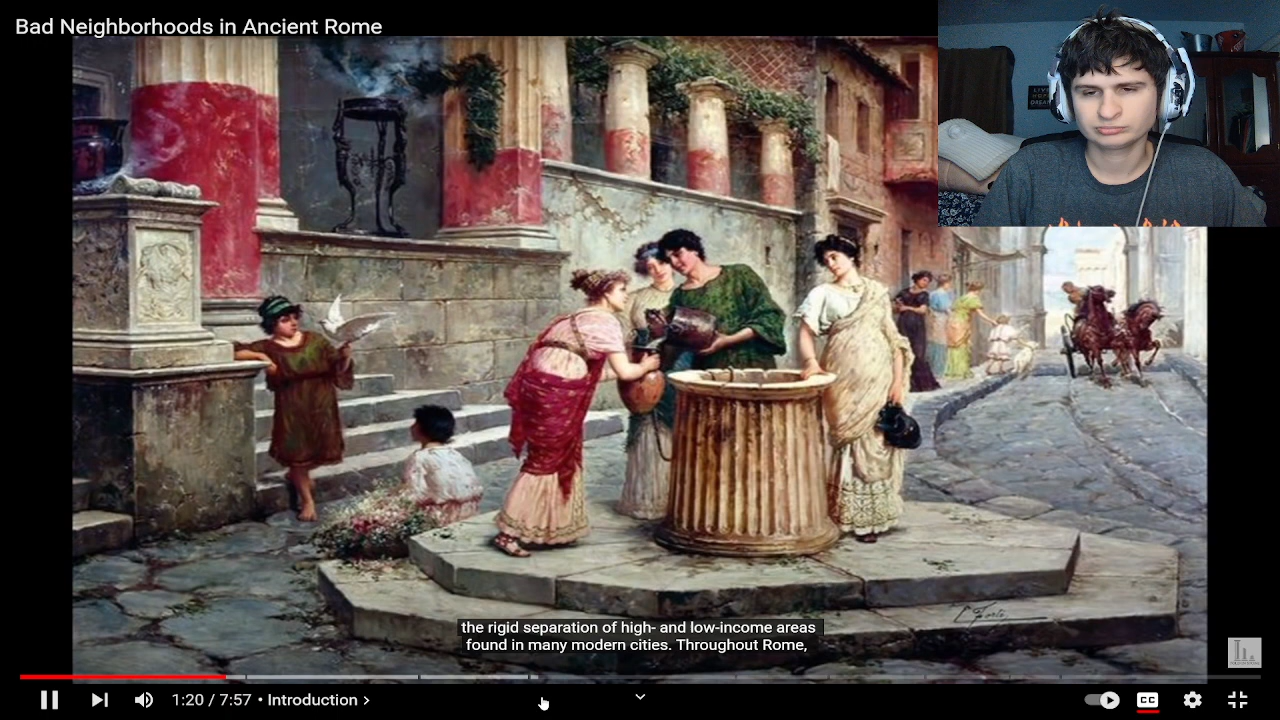 Bad Neighborhoods in Ancient Rome
the rigid separation of high- and low-income areas
found in many modern cities. Throughout Rome,
1:20 / 7:57 • Introduction >
CC